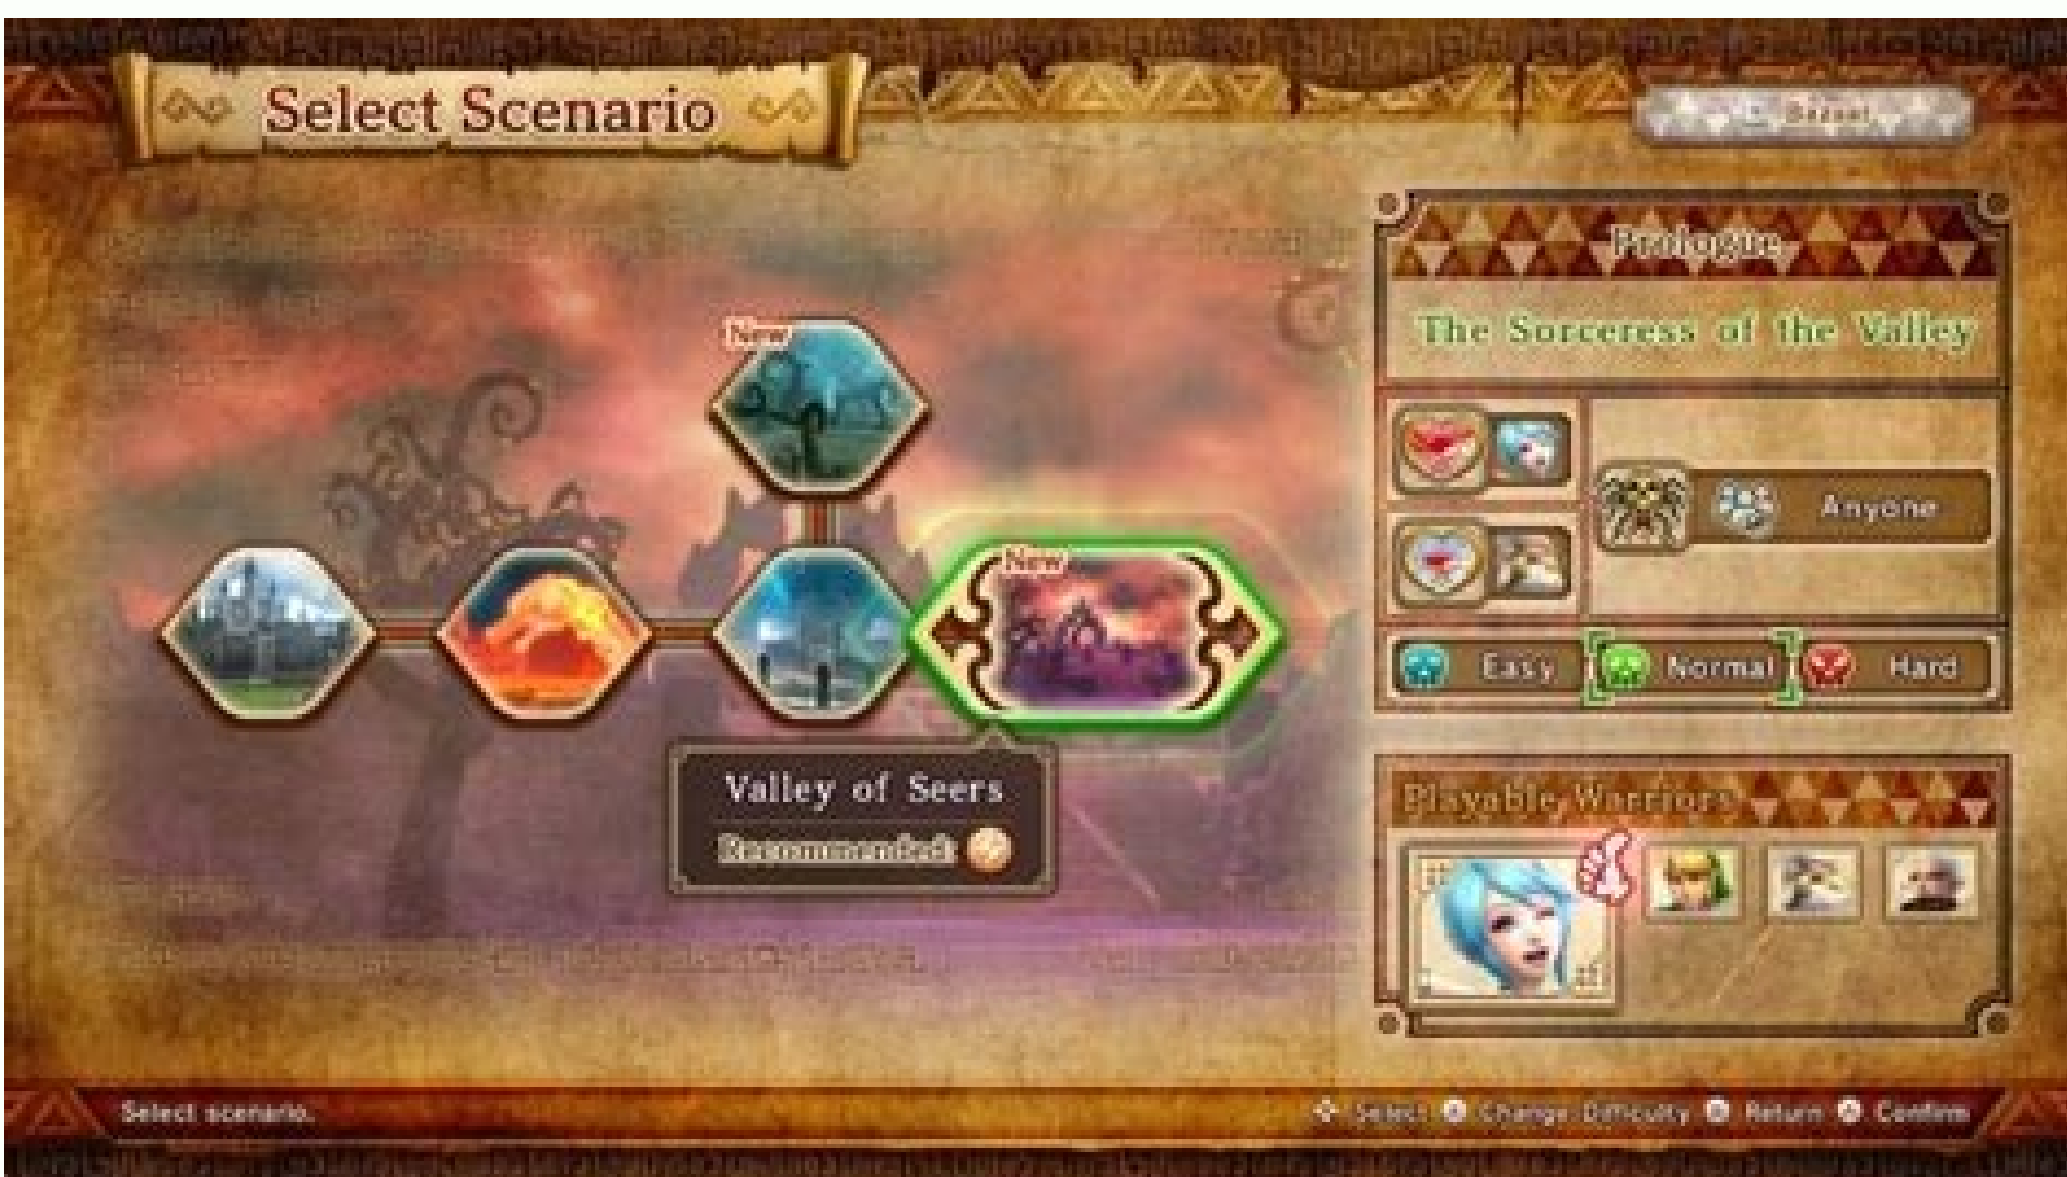 Select Scenario
Bazaar
Prologue
The Sorceress of the Valley
New
Anyone
New
Easy
Normal
Hard
Valley of Seers
Recommended:
Playable Warriors
Select scenario.
Select
Change Difficulty
Return
Confirm